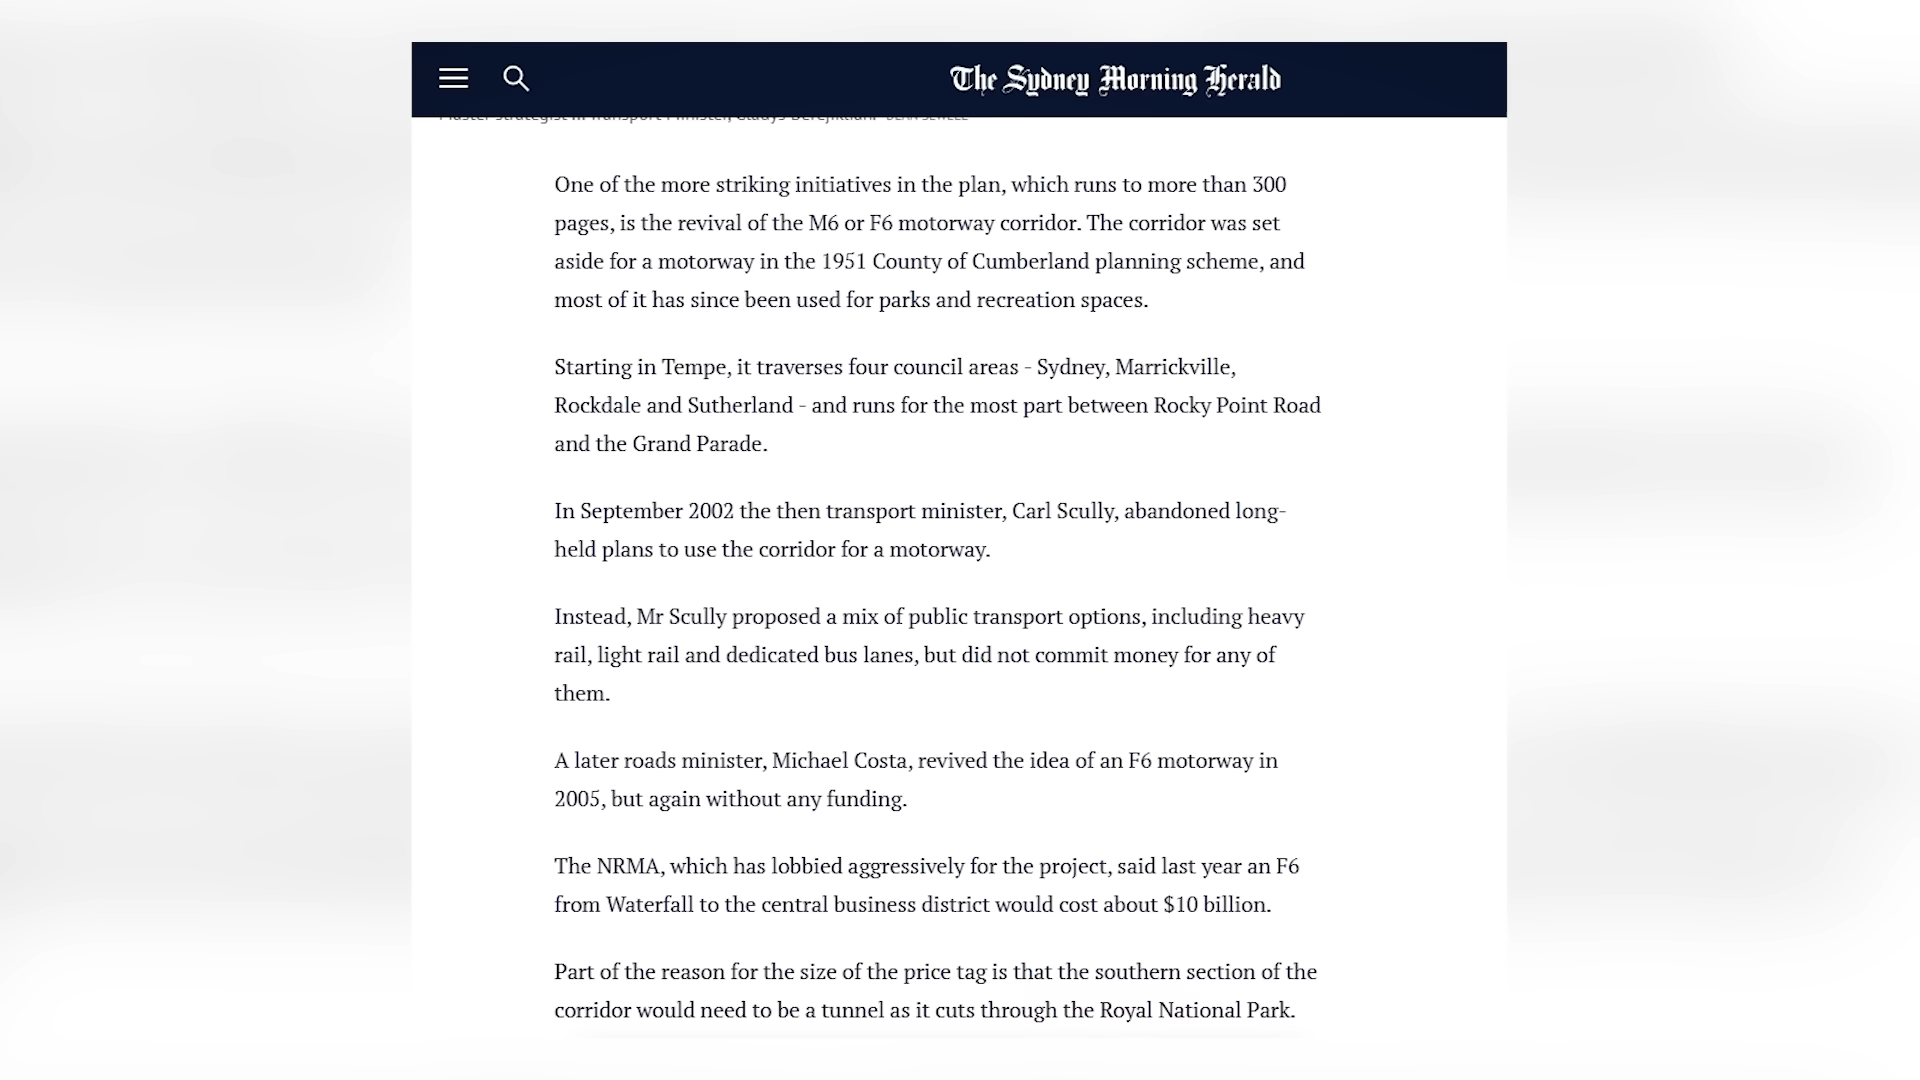 The Sydney Morning Herald
One of the more striking initiatives in the plan, which runs to more than 300
pages, is the revival of the M6 or F6 motorway corridor. The corridor was set
aside for a motorway in the 1951 County of Cumberland planning scheme, and
most of it has since been used for parks and recreation spaces.
Starting in Tempe, it traverses four council areas - Sydney, Marrickville,
Rockdale and Sutherland - and runs for the most part between Rocky Point Road
and the Grand Parade.
In September 2002 the then transport minister, Carl Scully, abandoned long-
held plans to use the corridor for a motorway.
Instead, Mr Scully proposed a mix of public transport options, including heavy
rail, light rail and dedicated bus lanes, but did not commit money for any of
them.
A later roads minister, Michael Costa, revived the idea of an F6 motorway in
2005, but again without any funding.
The NRMA, which has lobbied aggressively for the project, said last year an F6
from Waterfall to the central business district would cost about $10 billion.
Part of the reason for the size of the price tag is that the southern section of the
corridor would need to be a tunnel as it cuts through the Royal National Park.